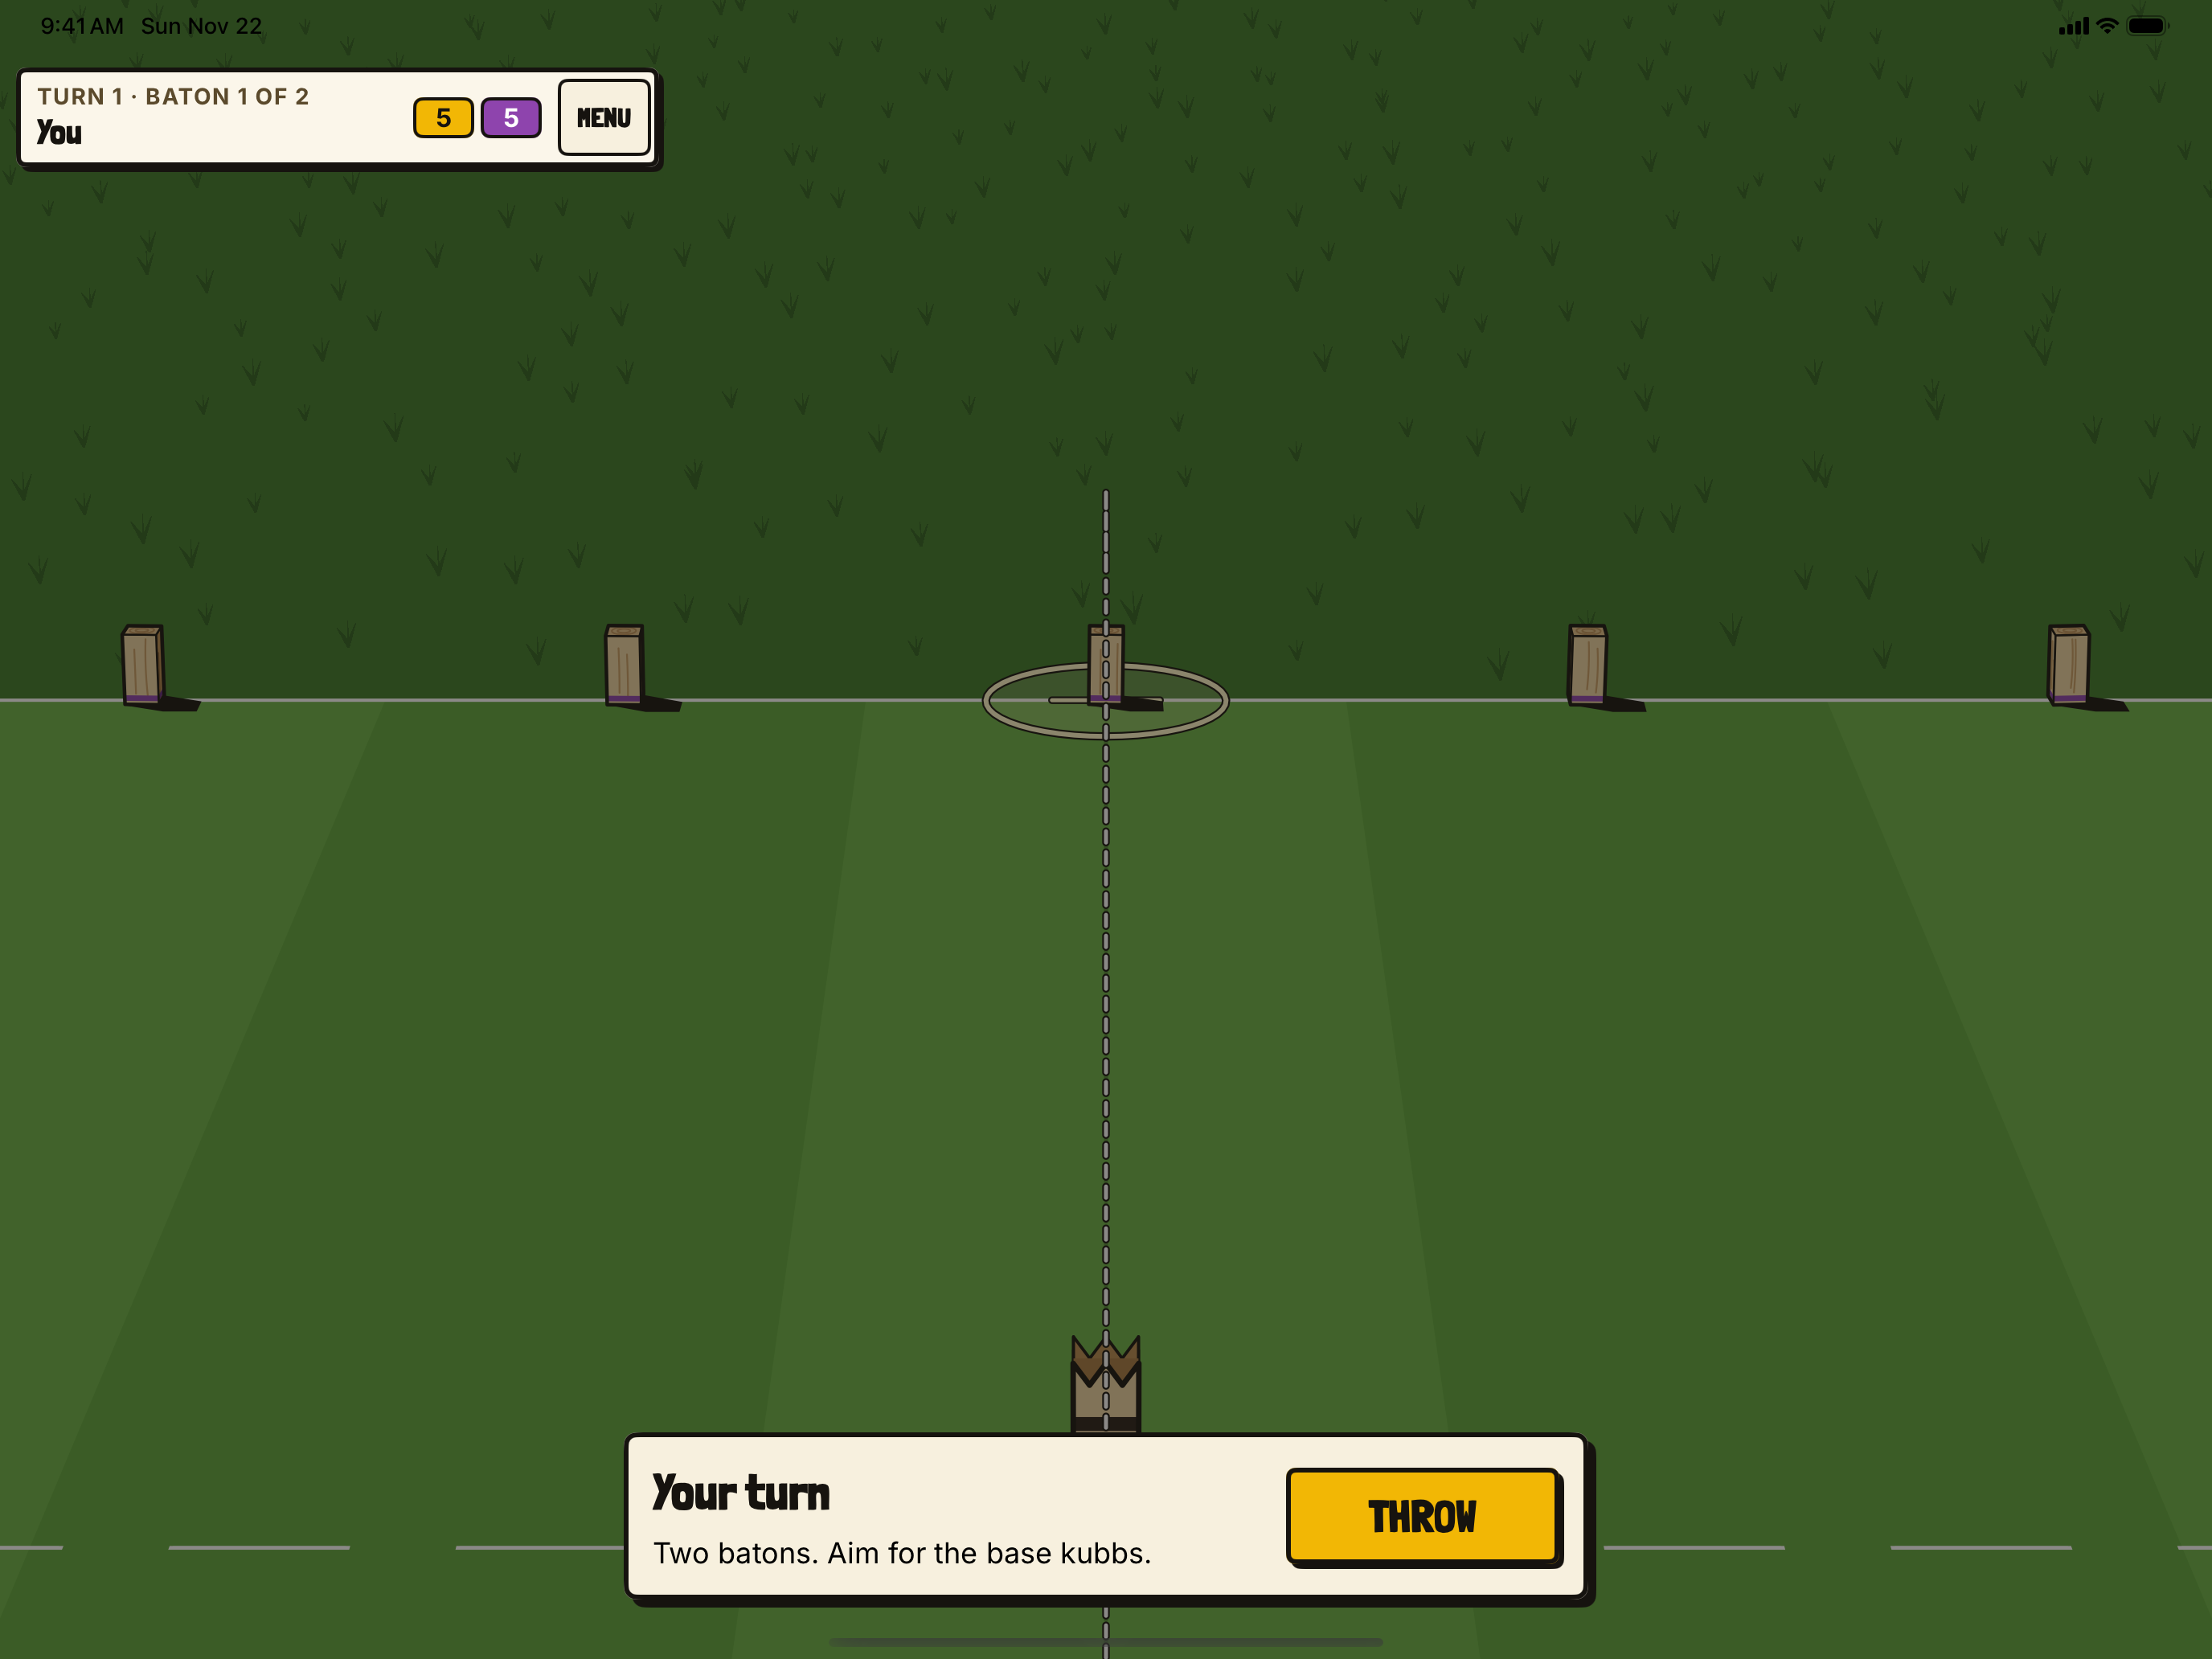 9:41 AM Sun Nov 22
TURN 1 · BATON 1 OF 2
You
5 5
MENU
Your turn
Two batons. Aim for the base kubbs.
THROW